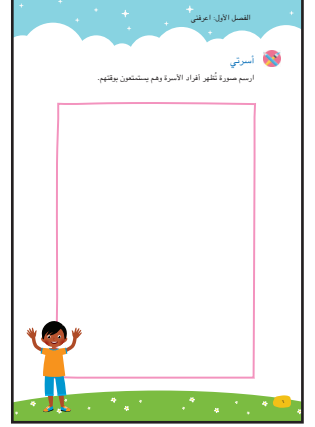 الفصل الأول: اعرفني
أسرتي
ارسم صورة تُظهر أفراد الأسرة وهم يستمتعون بوقتهم.